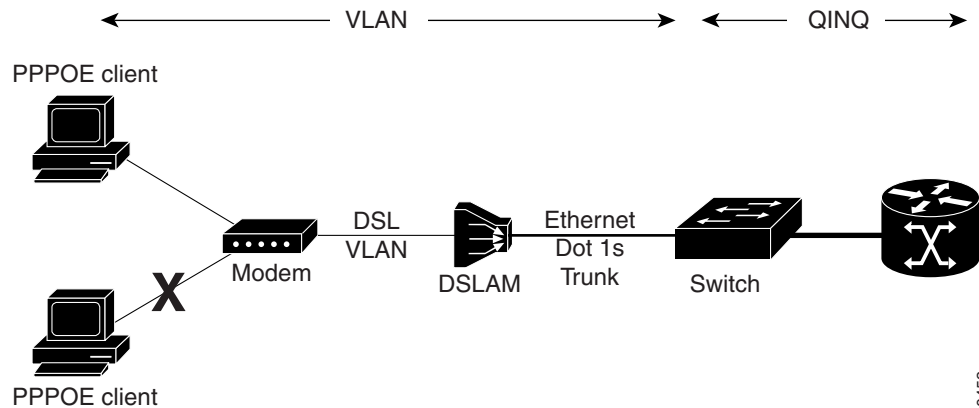 VLAN
QINQ
PPPOE client
DSL
VLAN
Ethernet
Dot 1s
Trunk
Modem
DSLAM
Switch
PPPOE client
X